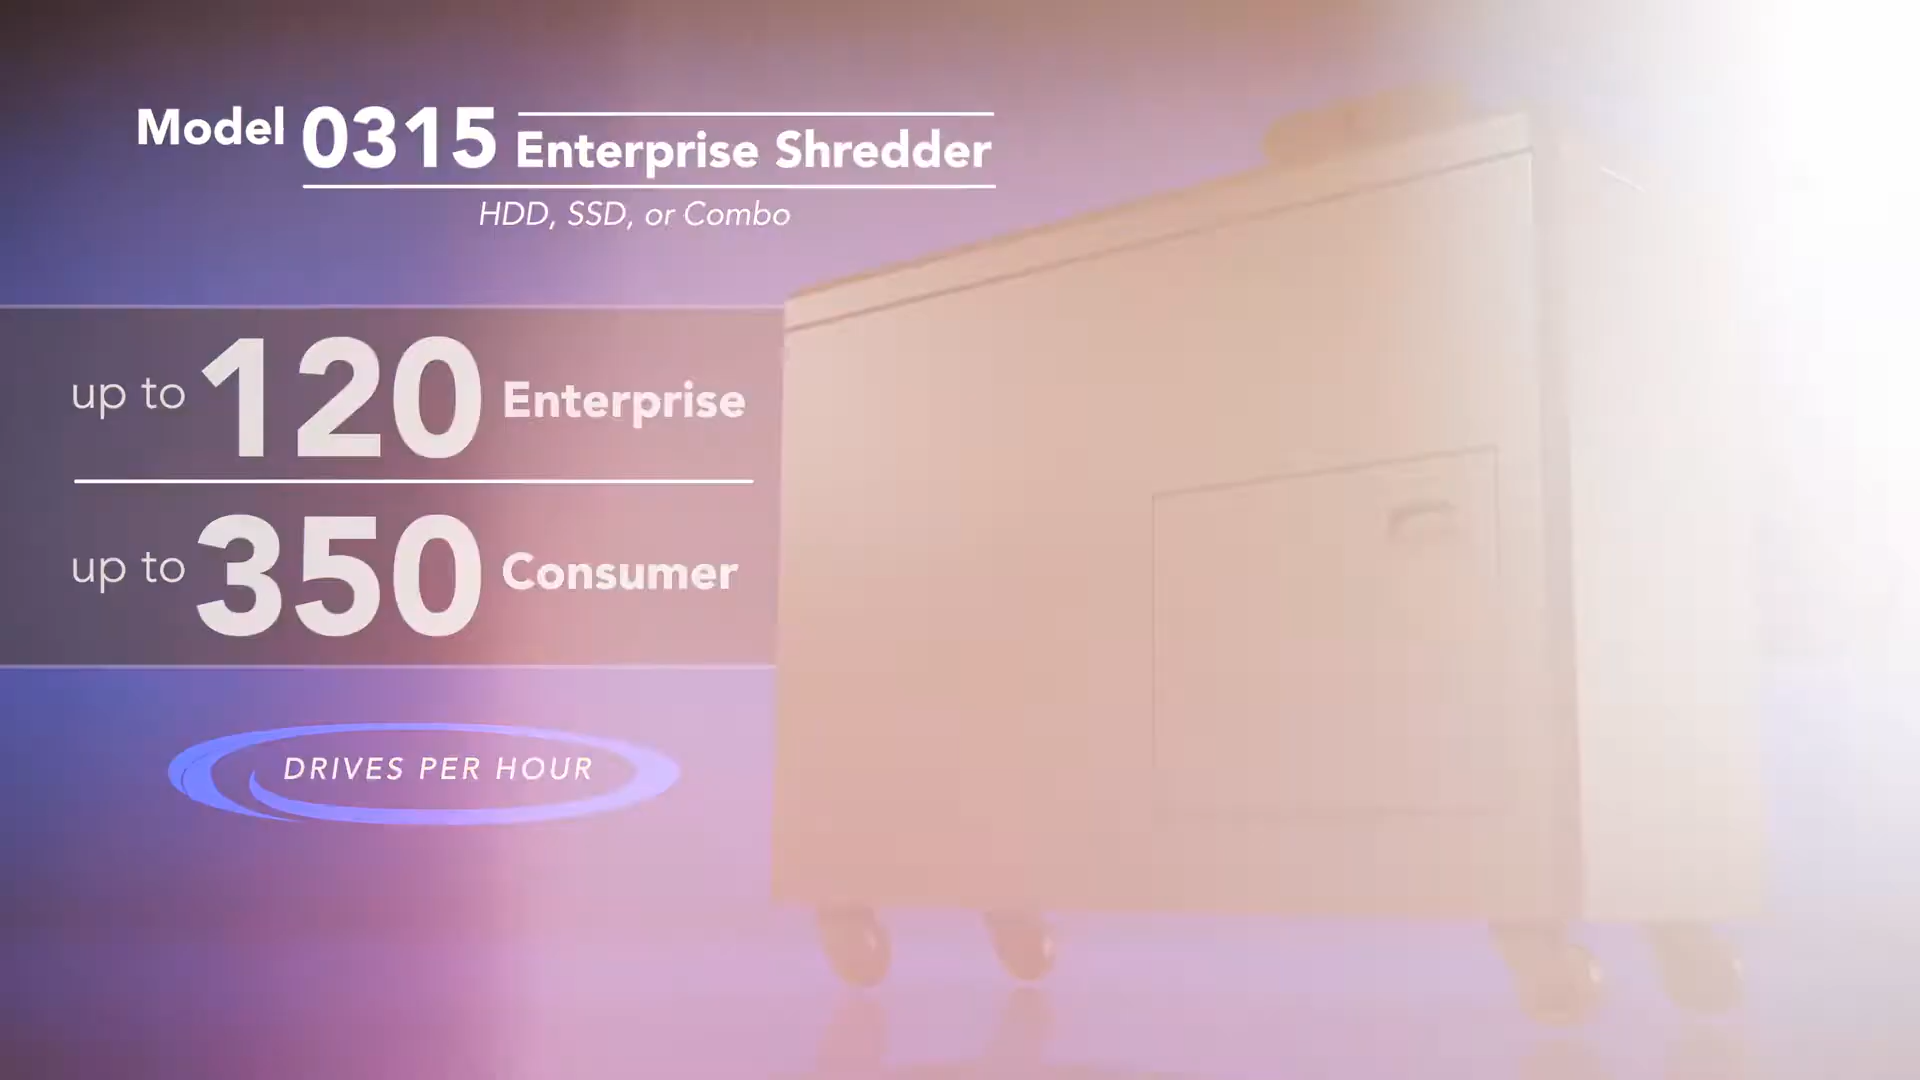 Model 0315 Enterprise Shredder
HDD, SSD, or Combo
up to 120 Enterprise
up to 350 Consumer
DRIVES PER HOUR